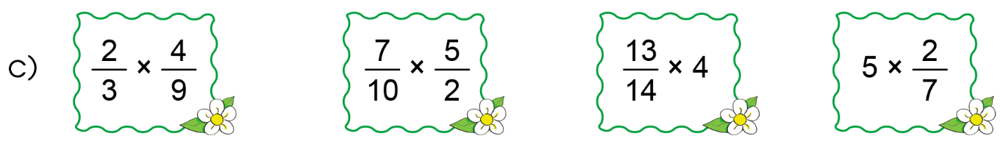 c) 2/3 × 4/9 7/10 × 5/2 13/14 × 4 5 × 2/7